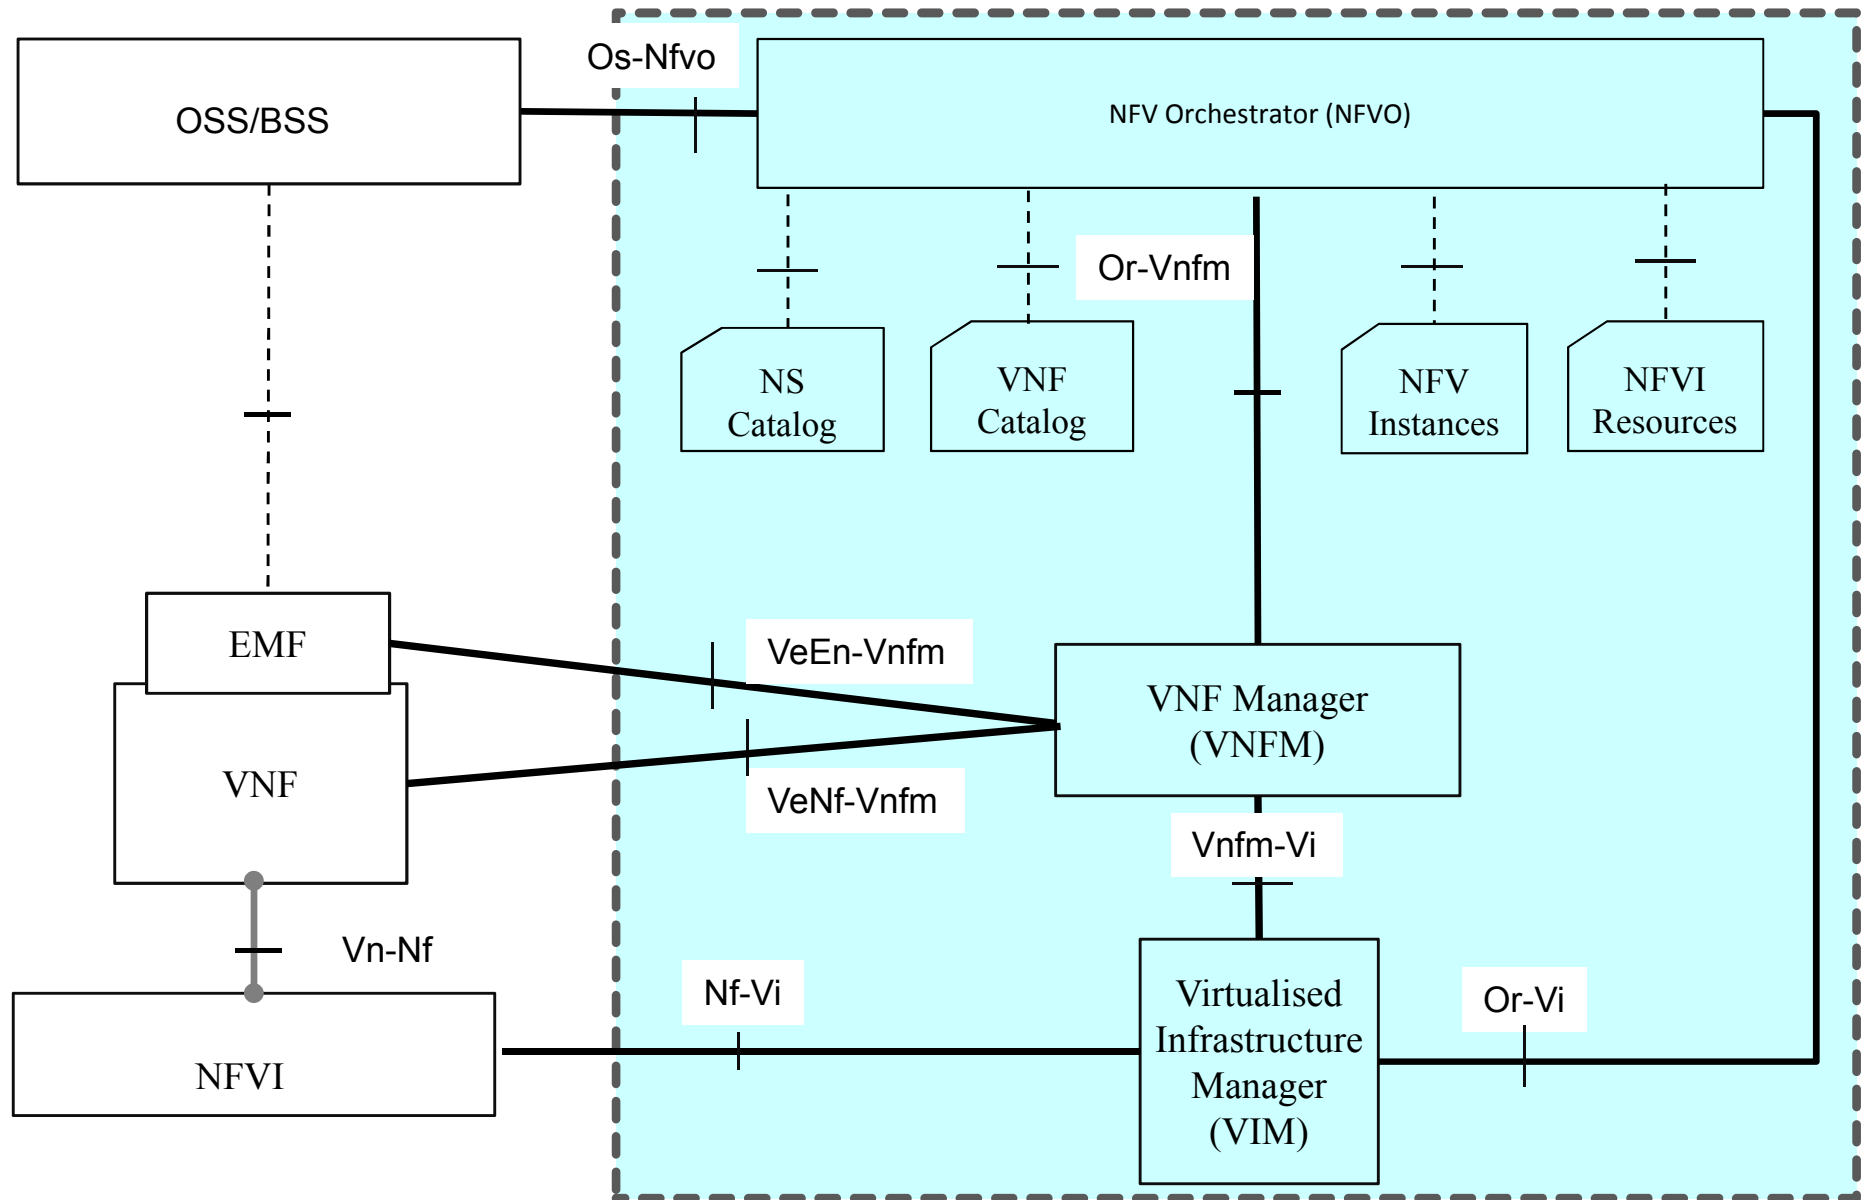 Os-Nfvo
OSS/BSS
NFV Orchestrator (NFVO)
Or-Vnfm
NS
Catalog
VNF
Catalog
NFV
Instances
NFVI
Resources
EMF
VeEn-Vnfm
VNF Manager
(VNFM)
VNF
VeNf-Vnfm
Vnfm-Vi
Vn-Nf
Nf-Vi
Virtualised
Infrastructure
Manager
(VIM)
Or-Vi
NFVI